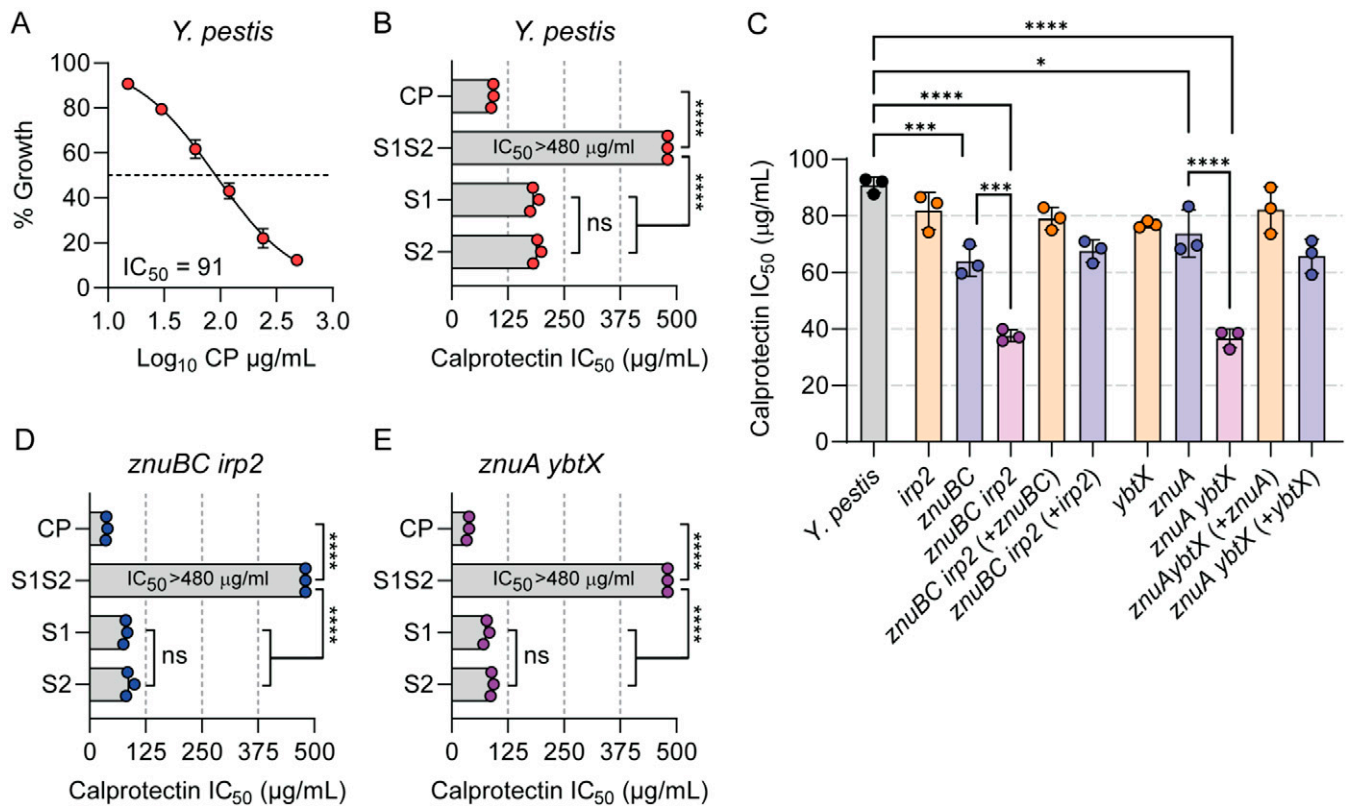 A
Y. pestis
% Growth
100
80
60
40
20
0
IC50 = 91
1.0 1.5 2.0 2.5 3.0
Log10 CP µg/mL
B
Y. pestis
CP
S1S2
IC50>480 µg/ml
S1
S2
****
****
ns
0 125 250 375 500
Calprotectin IC50 (µg/mL)
C
****
*
****
***
***
****
Calprotectin IC50 (µg/mL)
100
80
60
40
20
0
Y. pestis
irp2
znuBC
znuBC irp2
znuBC irp2 (+znuBC)
znuBC irp2 (+irp2)
ybtX
znuA
znuA ybtX
znuAybtX (+znuA)
znuA ybtX (+ybtX)
D
znuBC irp2
CP
S1S2
IC50>480 µg/ml
S1
S2
****
****
ns
0 125 250 375 500
Calprotectin IC50 (µg/mL)
E
znuA ybtX
CP
S1S2
IC50>480 µg/ml
S1
S2
****
****
ns
0 125 250 375 500
Calprotectin IC50 (µg/mL)